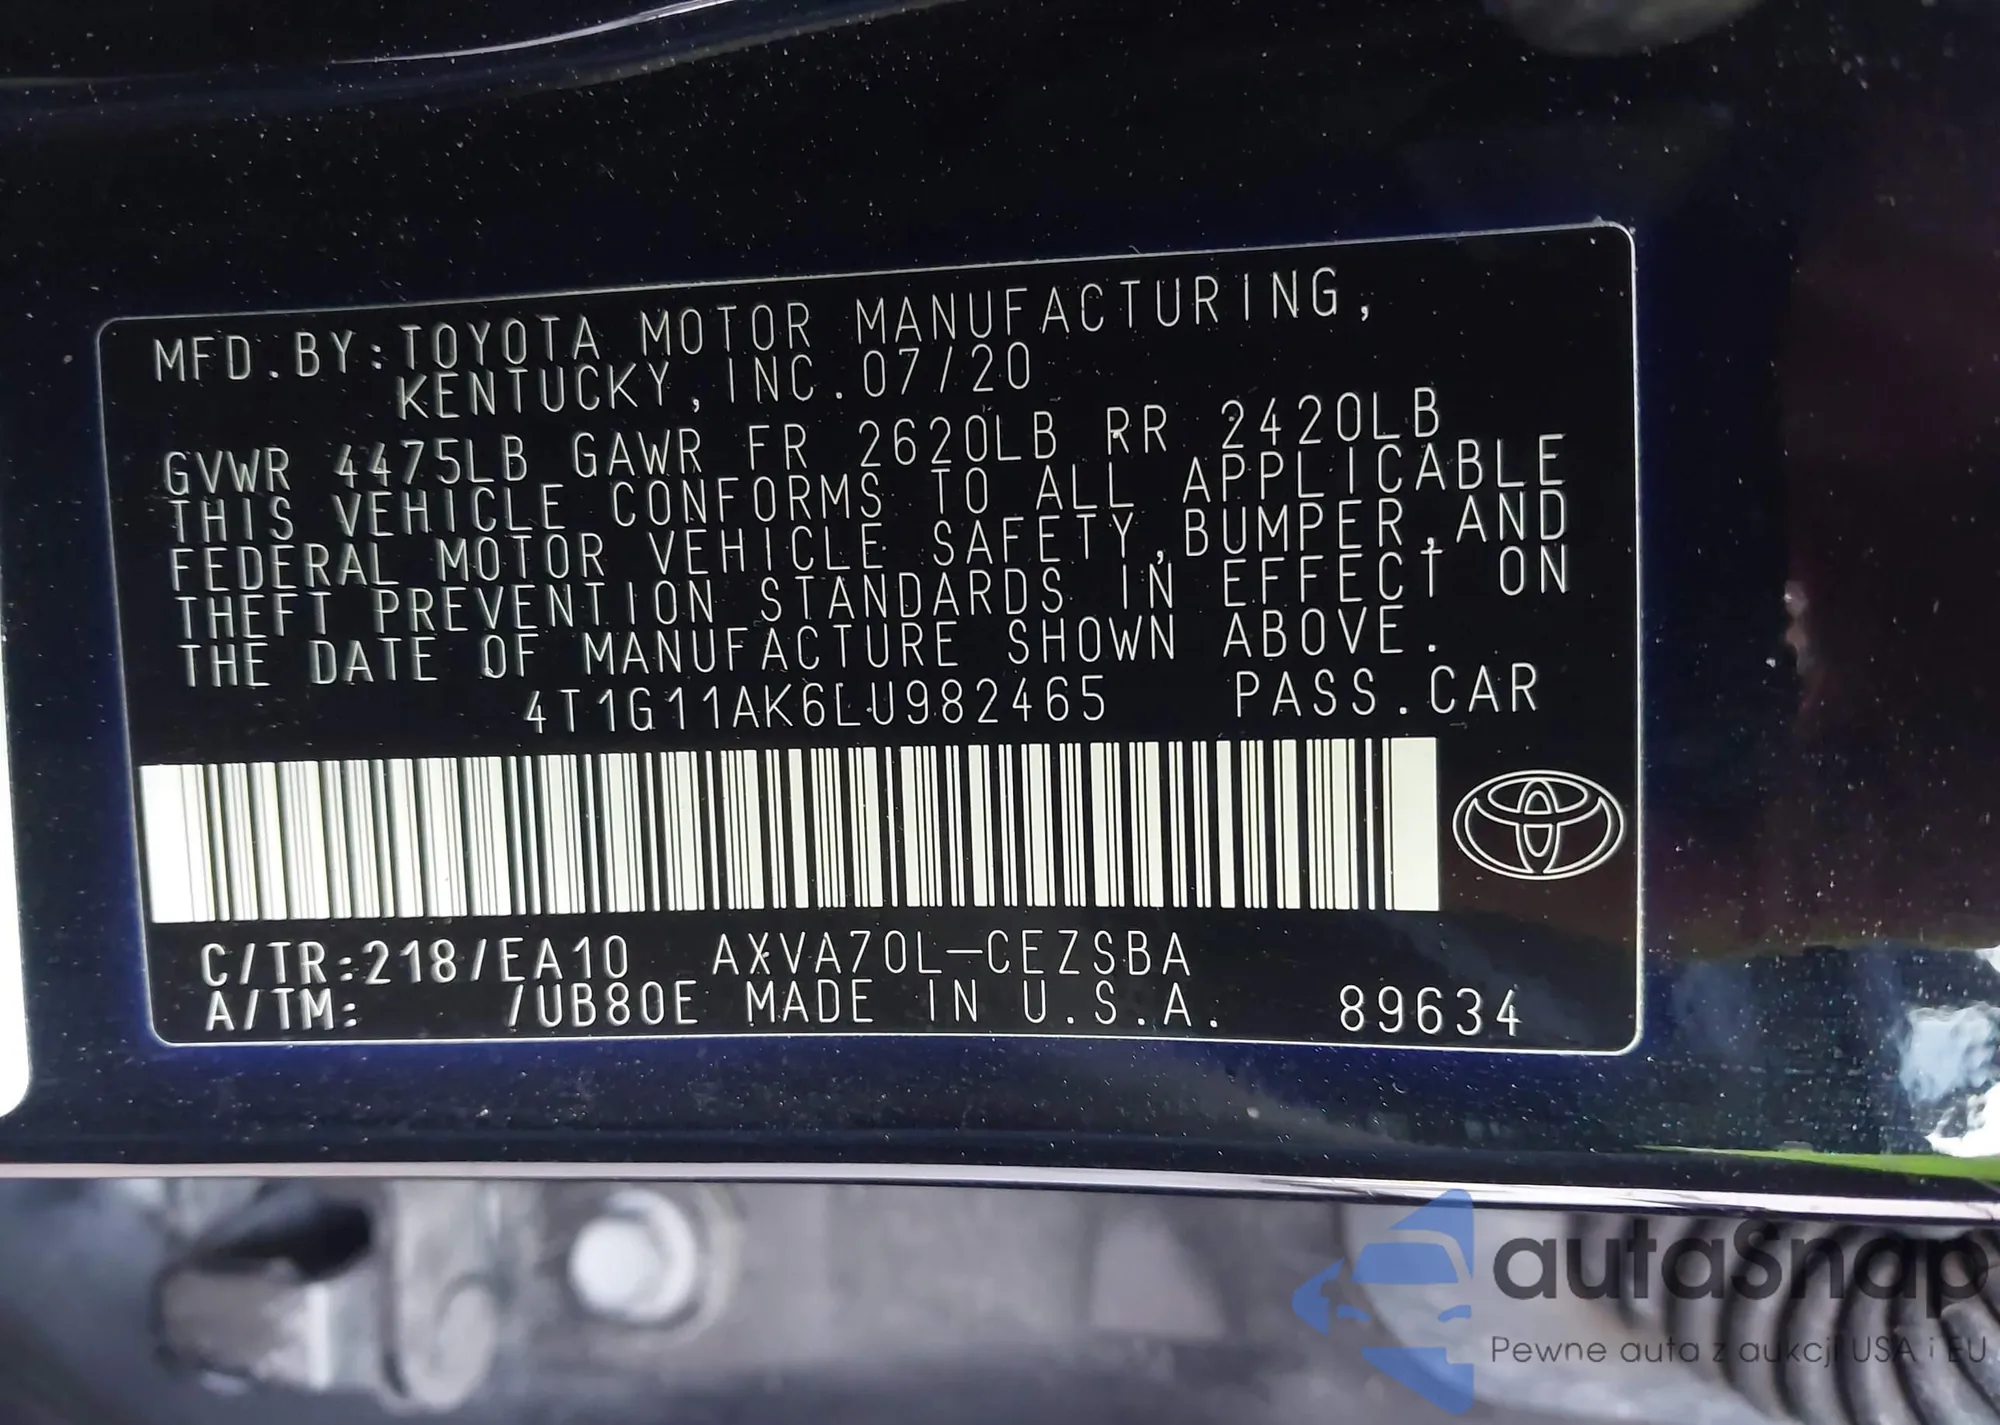 MFD.BY:TOYOTA MOTOR MANUFACTURING,
KENTUCKY, INC.07/20
GVWR 4475LB GAWR FR 2620LB RR 2420LB
THIS VEHICLE CONFORMS TO ALL APPLICABLE
FEDERAL MOTOR VEHICLE SAFETY,BUMPER,AND
THEFT PREVENTION STANDARDS IN EFFECT ON
THE DATE OF MANUFACTURE SHOWN ABOVE.
4T1G11AK6LU982465 PASS.CAR
C/TR:218/EA10 AXVA70L-CEZSBA
A/TM: /UB80E MADE IN U.S.A. 89634
autaSnap
Pewne auta z aukcji USA i EU